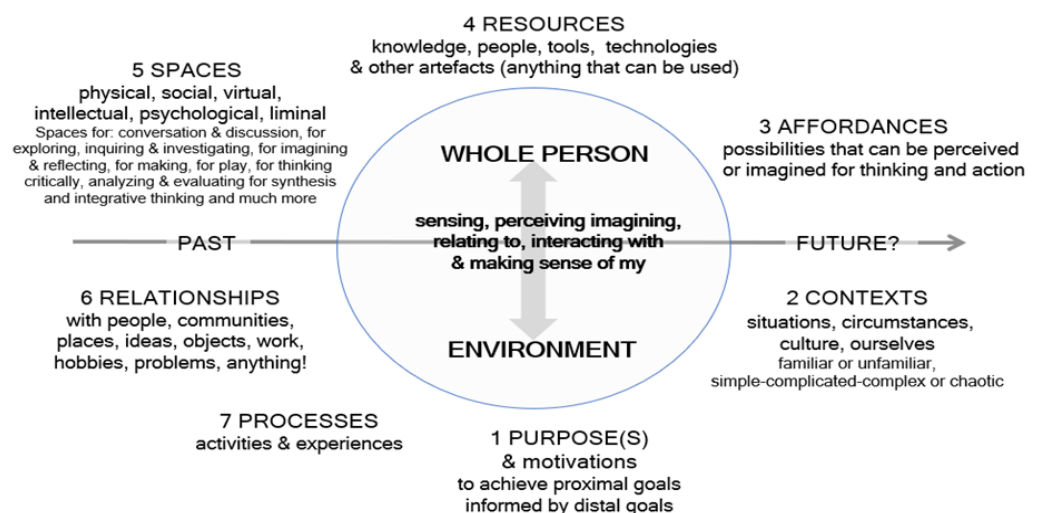 4 RESOURCES
knowledge, people, tools, technologies
& other artefacts (anything that can be used)
5 SPACES
physical, social, virtual,
intellectual, psychological, liminal
Spaces for: conversation & discussion, for
exploring, inquiring & investigating, for imagining
& reflecting, for making, for play, for thinking
critically, analyzing & evaluating for synthesis
and integrative thinking and much more
3 AFFORDANCES
possibilities that can be perceived
or imagined for thinking and action
WHOLE PERSON
sensing, perceiving imagining,
relating to, interacting with
& making sense of my
ENVIRONMENT
PAST
FUTURE?
6 RELATIONSHIPS
with people, communities,
places, ideas, objects, work,
hobbies, problems, anything!
2 CONTEXTS
situations, circumstances,
culture, ourselves
familiar or unfamiliar,
simple-complicated-complex or chaotic
7 PROCESSES
activities & experiences
1 PURPOSE(S)
& motivations
to achieve proximal goals
informed by distal goals